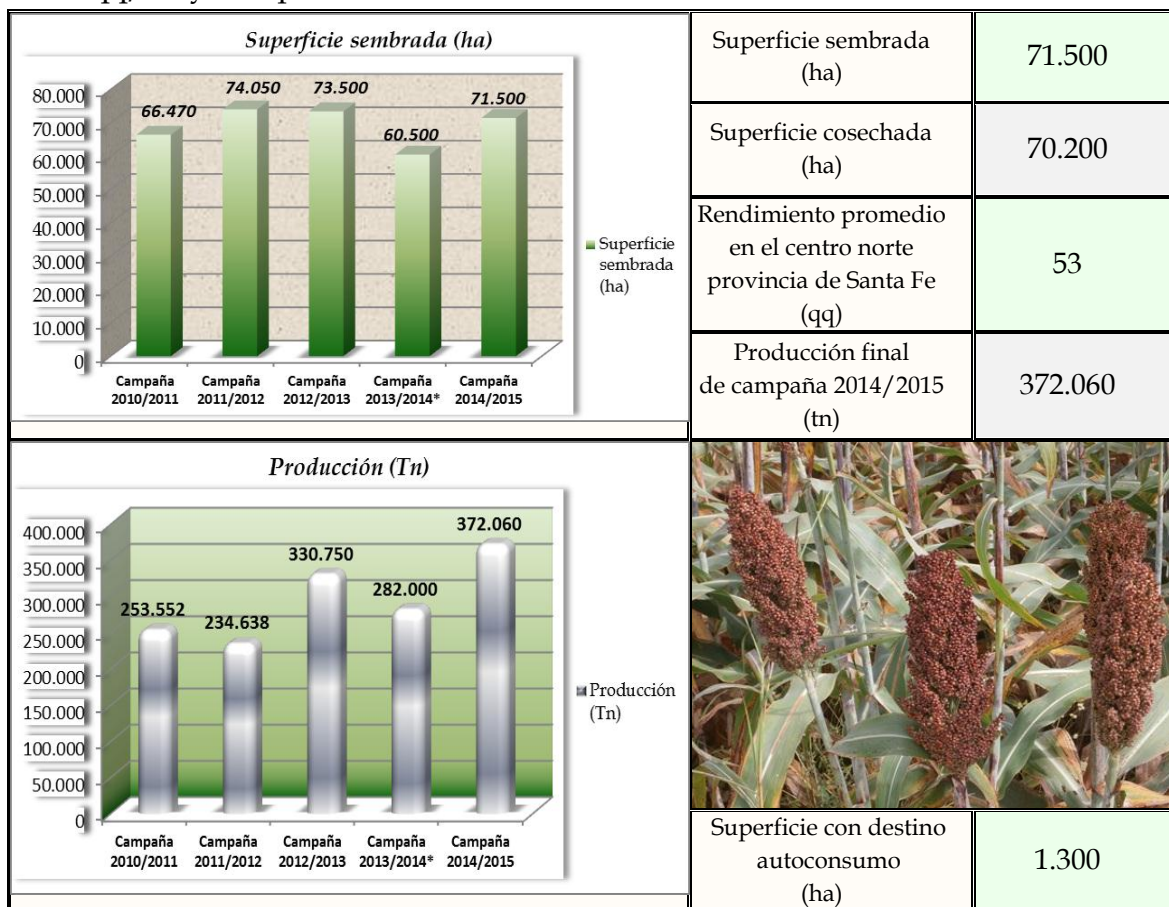 Superficie sembrada (ha)
80.000
70.000
60.000
50.000
40.000
30.000
20.000
10.000
0
66.470
74.050
73.500
60.500
71.500
Campaña
2010/2011
Campaña
2011/2012
Campaña
2012/2013
Campaña
2013/2014*
Campaña
2014/2015
Superficie
sembrada
(ha)
Superficie sembrada
(ha)
71.500
Superficie cosechada
(ha)
70.200
Rendimiento promedio
en el centro norte
provincia de Santa Fe
(qq)
53
Producción final
de campaña 2014/2015
(tn)
372.060
Producción (Tn)
400.000
350.000
300.000
250.000
200.000
150.000
100.000
50.000
0
253.552
234.638
330.750
282.000
372.060
Campaña
2010/2011
Campaña
2011/2012
Campaña
2012/2013
Campaña
2013/2014*
Campaña
2014/2015
Producción
(Tn)
Superficie con destino
autoconsumo
(ha)
1.300